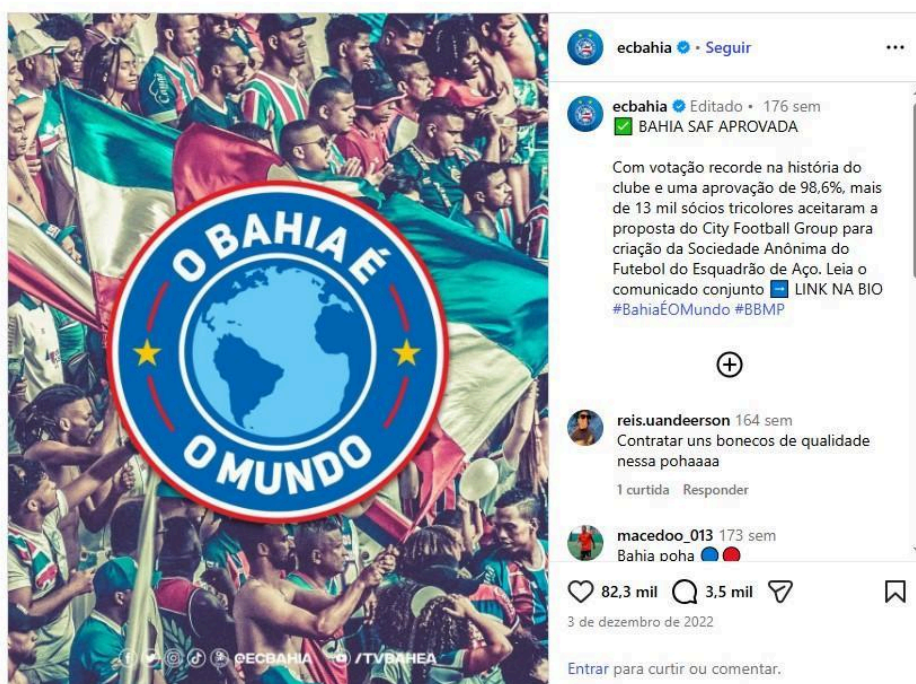 O BAHIA É
O MUNDO
@ECBAHIA /TVBAHEA
ecbahia • Seguir
ecbahia Editado • 176 sem
✅ BAHIA SAF APROVADA
Com votação recorde na história do
clube e uma aprovação de 98,6%, mais
de 13 mil sócios tricolores aceitaram a
proposta do City Football Group para
criação da Sociedade Anônima do
Futebol do Esquadrão de Aço. Leia o
comunicado conjunto ➡️ LINK NA BIO
#BahiaÉOMundo #BBMP
reis.uandeerson 164 sem
Contratar uns bonecos de qualidade
nessa pohaaaa
1 curtida Responder
macedoo_013 173 sem
Bahia poha 🔵🔴
82,3 mil 3,5 mil
3 de dezembro de 2022
Entrar para curtir ou comentar.